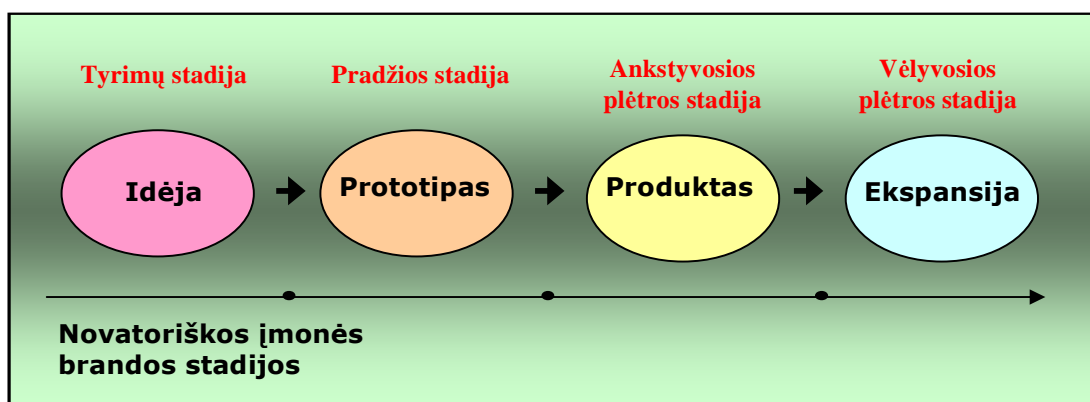 Tyrimų stadija
Pradžios stadija
Ankstyvosios
plėtros stadija
Vėlyvosios
plėtros stadija
Idėja
Prototipas
Produktas
Ekspansija
Novatoriškos įmonės
brandos stadijos